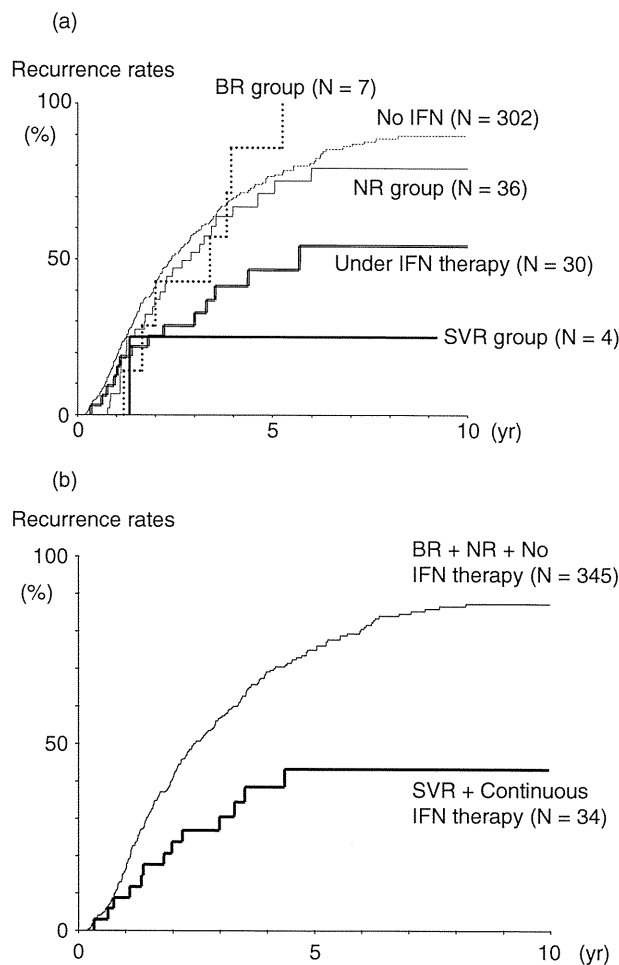 (a)
Recurrence rates
100
(%)
50
0
BR group (N = 7)
No IFN (N = 302)
NR group (N = 36)
Under IFN therapy (N = 30)
SVR group (N = 4)
5
10
(yr)
(b)
Recurrence rates
100
(%)
50
0
BR + NR + No
IFN therapy (N = 345)
SVR + Continuous
IFN therapy (N = 34)
0
5
10
(yr)